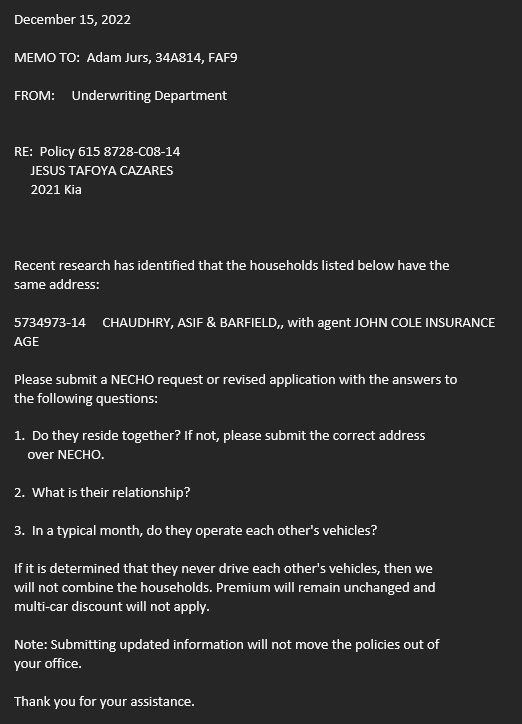 December 15, 2022
MEMO TO: Adam Jurs, 34A814, FAF9
FROM: Underwriting Department
RE: Policy 615 8728-C08-14
JESUS TAFOYA CAZARES
2021 Kia
Recent research has identified that the households listed below have the
same address:
5734973-14 CHAUDHRY, ASIF & BARFIELD,, with agent JOHN COLE INSURANCE
AGE
Please submit a NECHO request or revised application with the answers to
the following questions:
1. Do they reside together? If not, please submit the correct address
over NECHO.
2. What is their relationship?
3. In a typical month, do they operate each other's vehicles?
If it is determined that they never drive each other's vehicles, then we
will not combine the households. Premium will remain unchanged and
multi-car discount will not apply.
Note: Submitting updated information will not move the policies out of
your office.
Thank you for your assistance.